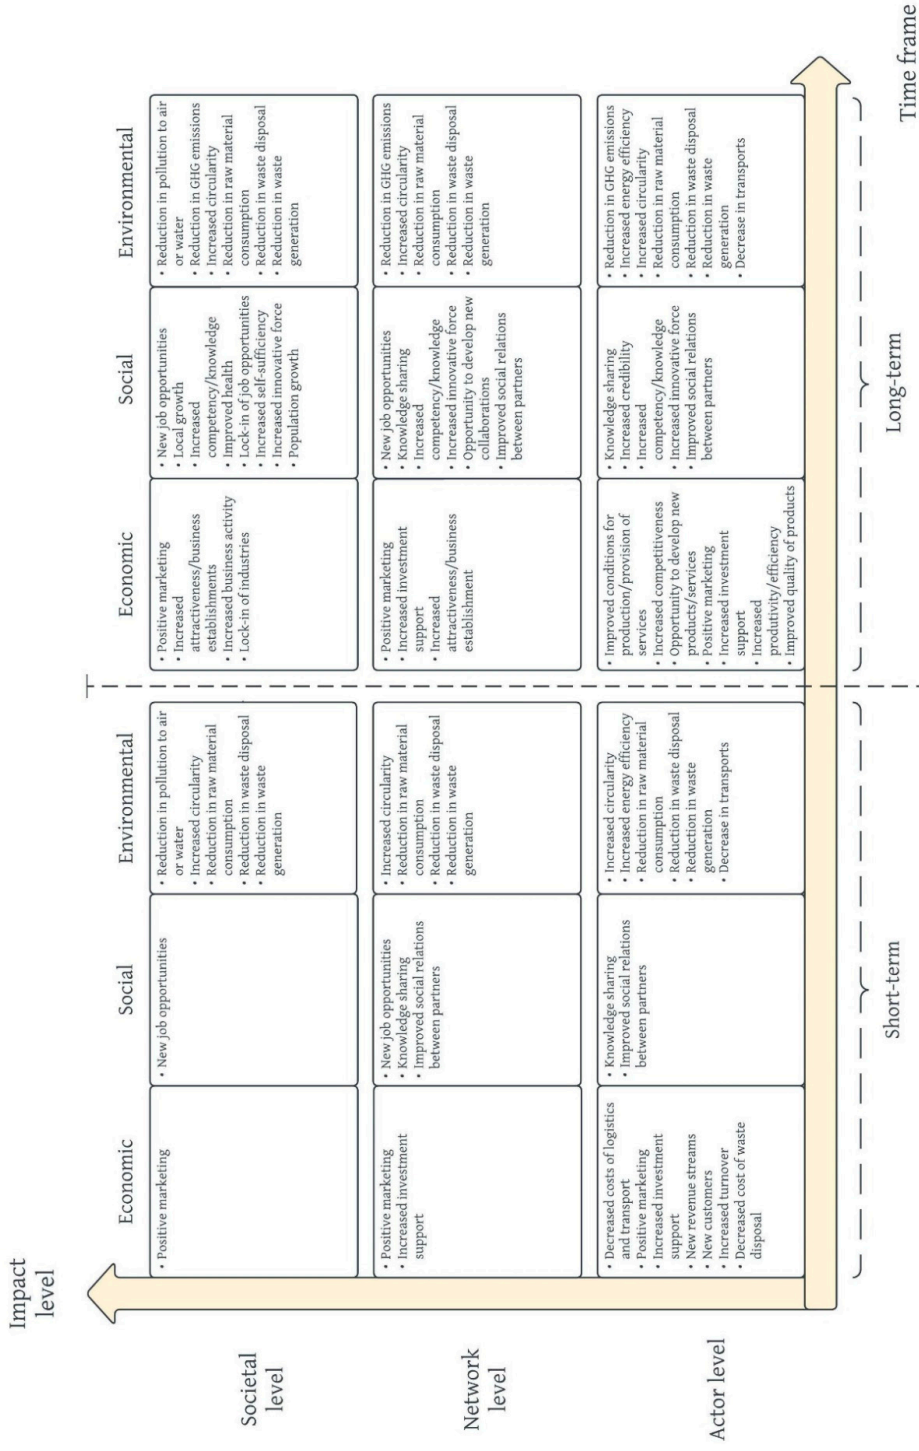 Impact
level
Economic
Social
Environmental
Economic
Social
Environmental
Societal
level
• Positive marketing
• New job opportunities
• Reduction in pollution to air
or water
• Increased circularity
• Reduction in raw material
consumption
• Reduction in waste disposal
• Reduction in waste
generation
• Positive marketing
• Increased
attractiveness/business
establishments
• Increased business activity
• Lock-in of industries
• New job opportunities
• Local growth
• Increased
competency/knowledge
• Improved health
• Lock-in of job opportunities
• Increased self-sufficiency
• Increased innovative force
• Population growth
• Reduction in pollution to air
or water
• Reduction in GHG emissions
• Increased circularity
• Reduction in raw material
consumption
• Reduction in waste disposal
• Reduction in waste
generation
Network
level
• Positive marketing
• Increased investment
support
• New job opportunities
• Knowledge sharing
• Improved social relations
between partners
• Increased circularity
• Reduction in raw material
consumption
• Reduction in waste disposal
• Reduction in waste
generation
• Positive marketing
• Increased investment
support
• Increased
attractiveness/business
establishment
• New job opportunities
• Knowledge sharing
• Increased
competency/knowledge
• Increased innovative force
• Opportunity to develop new
collaborations
• Improved social relations
between partners
• Reduction in GHG emissions
• Increased circularity
• Reduction in raw material
consumption
• Reduction in waste disposal
• Reduction in waste
generation
Actor level
• Decreased costs of logistics
and transport
• Positive marketing
• Increased investment
support
• New revenue streams
• New customers
• Increased turnover
• Decreased cost of waste
disposal
• Knowledge sharing
• Improved social relations
between partners
• Increased circularity
• Increased energy efficiency
• Reduction in raw material
consumption
• Reduction in waste disposal
• Reduction in waste
generation
• Decrease in transports
• Improved conditions for
production/provision of
services
• Increased competitiveness
• Opportunity to develop new
products/services
• Positive marketing
• Increased investment
support
• Increased
produtivity/efficiency
• Improved quality of products
• Knowledge sharing
• Increased credibility
• Increased
competency/knowledge
• Increased innovative force
• Improved social relations
between partners
• Reduction in GHG emissions
• Increased energy efficiency
• Increased circularity
• Reduction in raw material
consumption
• Reduction in waste disposal
• Reduction in waste
generation
• Decrease in transports
Short-term
Long-term
Time frame